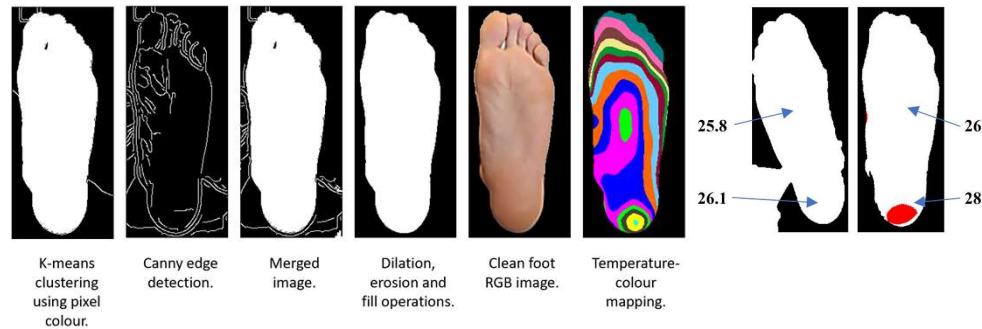 25.8
26
26.1
28
K-means
clustering
using pixel
colour.
Canny edge
detection.
Merged
image.
Dilation,
erosion and
fill operations.
Clean foot
RGB image.
Temperature-
colour
mapping.